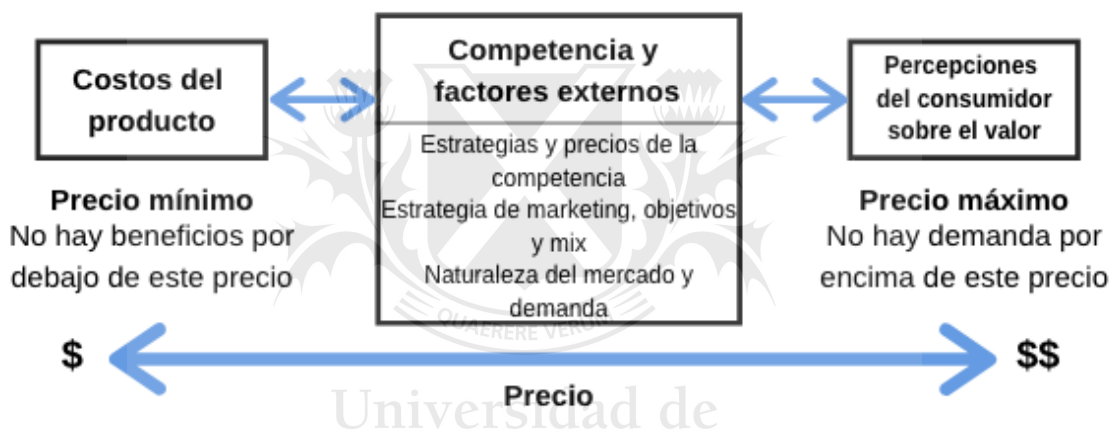 Costos del
producto
Competencia y
factores externos
Percepciones
del consumidor
sobre el valor
Estrategias y precios de la
competencia
Estrategia de marketing, objetivos
y mix
Naturaleza del mercado y
demanda
Precio mínimo
No hay beneficios por
debajo de este precio
Precio máximo
No hay demanda por
encima de este precio
QUAERERE VERUM
$
$$
Precio
Universidad de